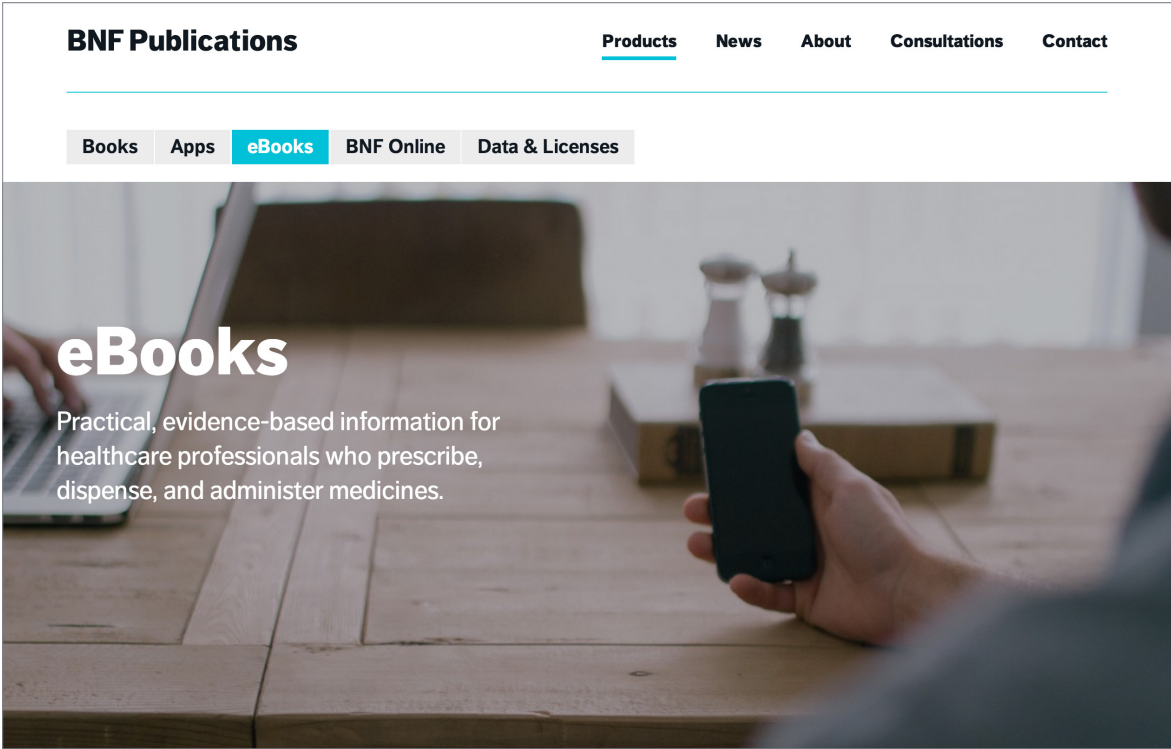 BNF Publications
Products News About Consultations Contact
Books Apps eBooks BNF Online Data & Licenses
eBooks
Practical, evidence-based information for
healthcare professionals who prescribe,
dispense, and administer medicines.